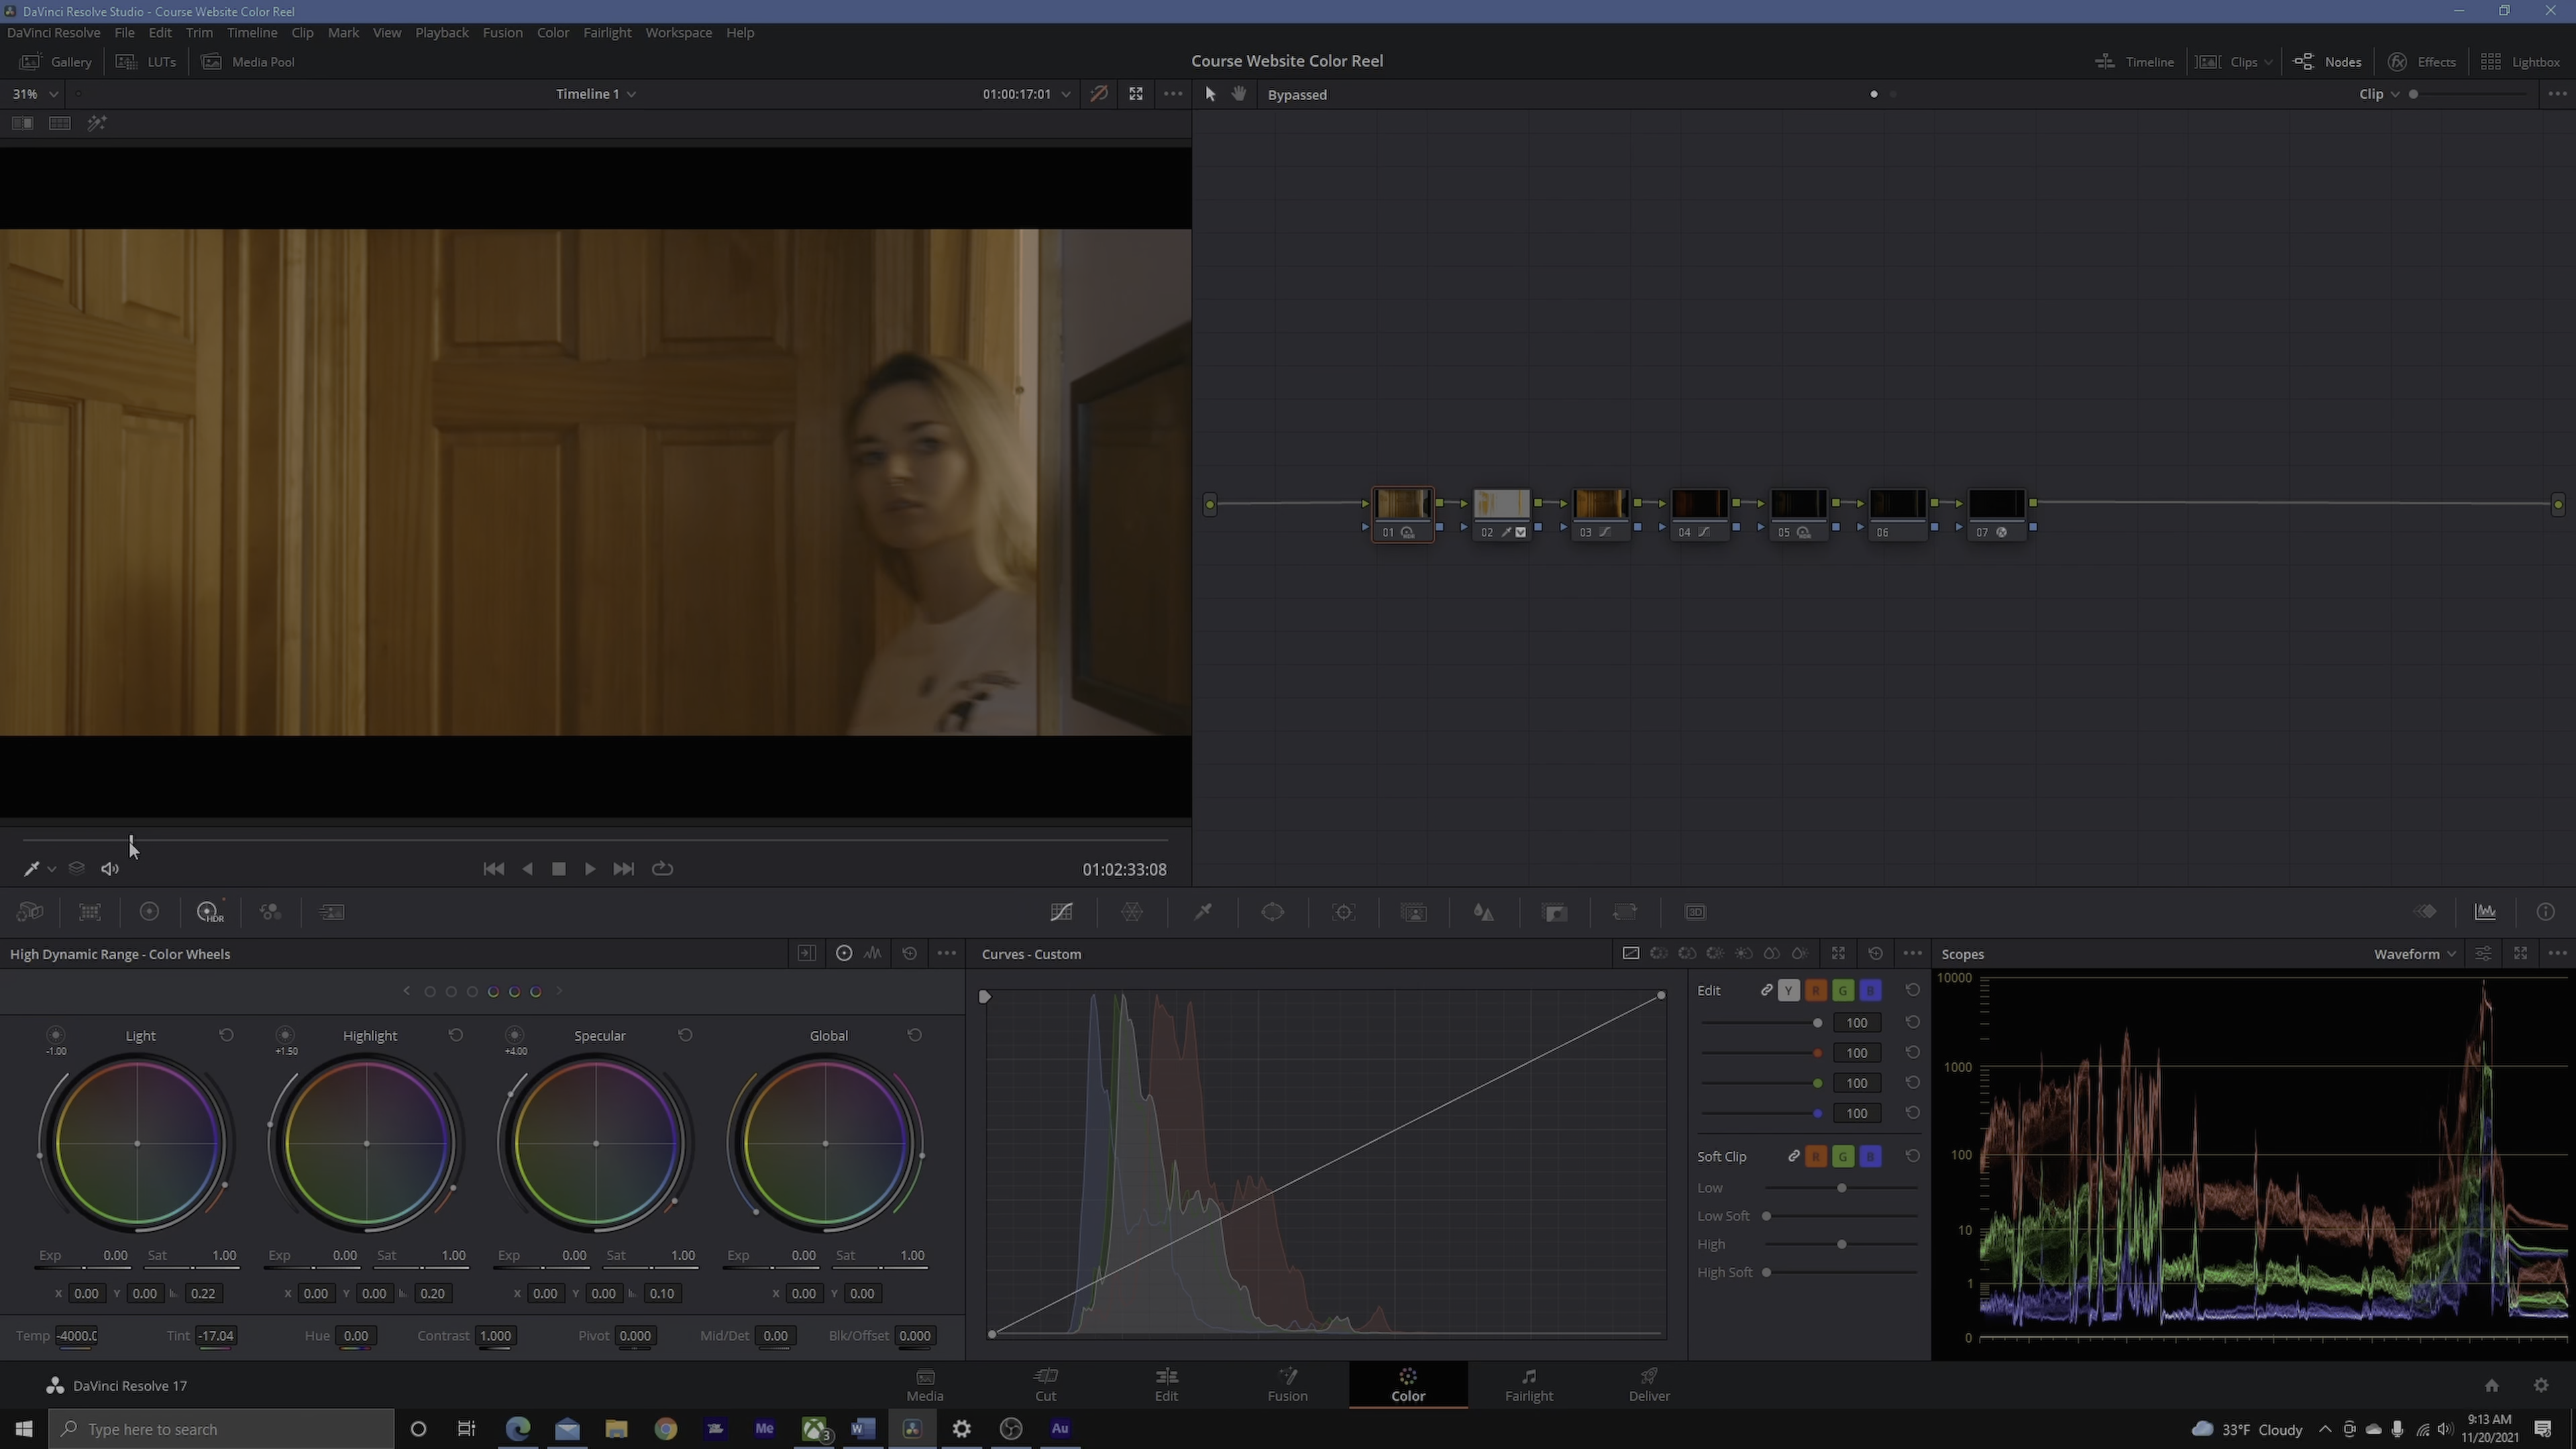 DaVinci Resolve Studio - Course Website Color Reel
DaVinci Resolve File Edit Trim Timeline Clip Mark View Playback Fusion Color Fairlight Workspace Help
Gallery LUTs Media Pool Course Website Color Reel Timeline Clips Nodes Effects Lightbox
31% Timeline 1 01:00:17:01 Bypassed Clip
01 HDR 02 03 04 05 HDR 06 07
01:02:33:08
HDR 3D
High Dynamic Range - Color Wheels Curves - Custom Scopes Waveform
Light Highlight Specular Global
-1.00 +1.50 +4.00
Exp 0.00 Sat 1.00 Exp 0.00 Sat 1.00 Exp 0.00 Sat 1.00 Exp 0.00 Sat 1.00
X 0.00 Y 0.00 0.22 X 0.00 Y 0.00 0.20 X 0.00 Y 0.00 0.10 X 0.00 Y 0.00
Temp -4000.0 Tint -17.04 Hue 0.00 Contrast 1.000 Pivot 0.000 Mid/Det 0.00 Blk/Offset 0.000
Edit Y R G B
100
100
100
100
Soft Clip R G B
Low
Low Soft
High
High Soft
10000
1000
100
10
1
0
DaVinci Resolve 17 Media Cut Edit Fusion Color Fairlight Deliver
Type here to search Me 3 W Au 33°F Cloudy 9:13 AM
11/20/2021